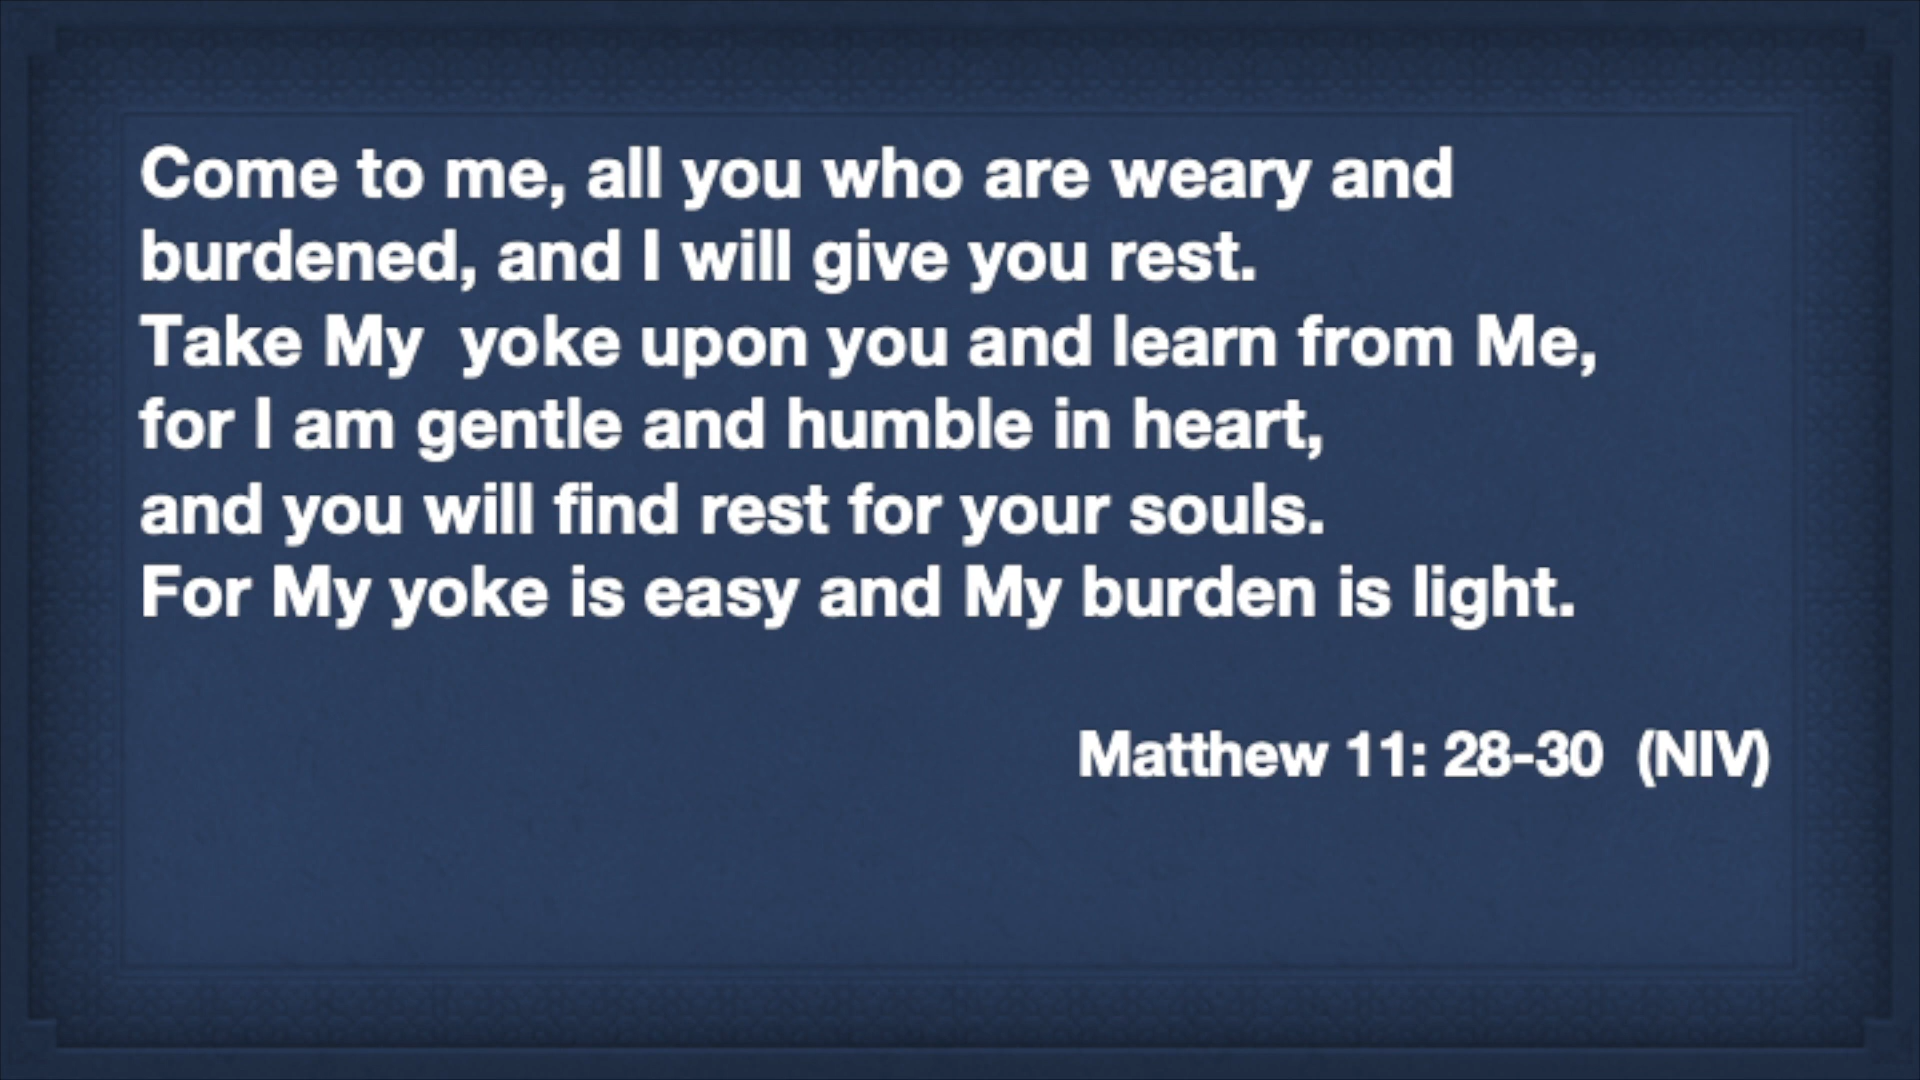 Come to me, all you who are weary and
burdened, and I will give you rest.
Take My  yoke upon you and learn from Me,
for I am gentle and humble in heart,
and you will find rest for your souls.
For My yoke is easy and My burden is light.
Matthew 11: 28-30  (NIV)